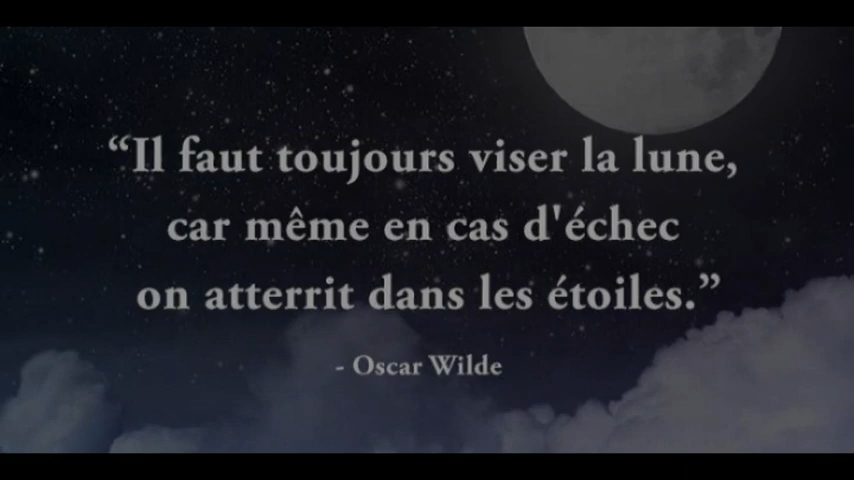 “Il faut toujours viser la lune,
car même en cas d'échec
on atterrit dans les étoiles.”
- Oscar Wilde